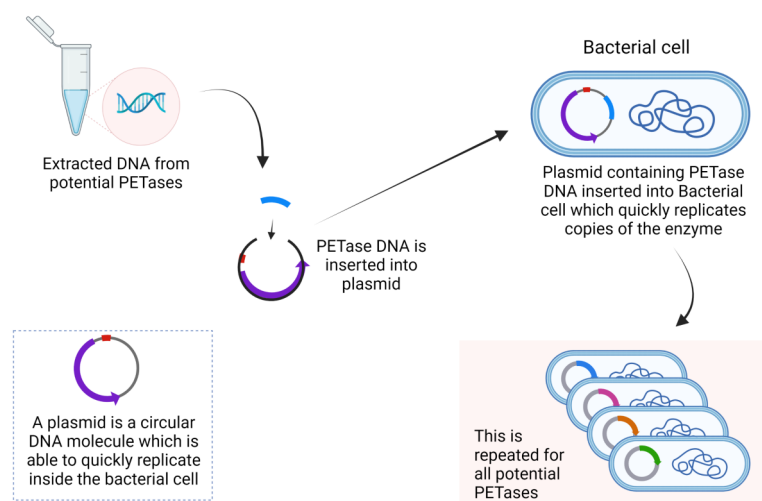 Extracted DNA from
potential PETases
PETase DNA is
inserted into
plasmid
Bacterial cell
Plasmid containing PETase
DNA inserted into Bacterial
cell which quickly replicates
copies of the enzyme
A plasmid is a circular
DNA molecule which is
able to quickly replicate
inside the bacterial cell
This is
repeated for
all potential
PETases